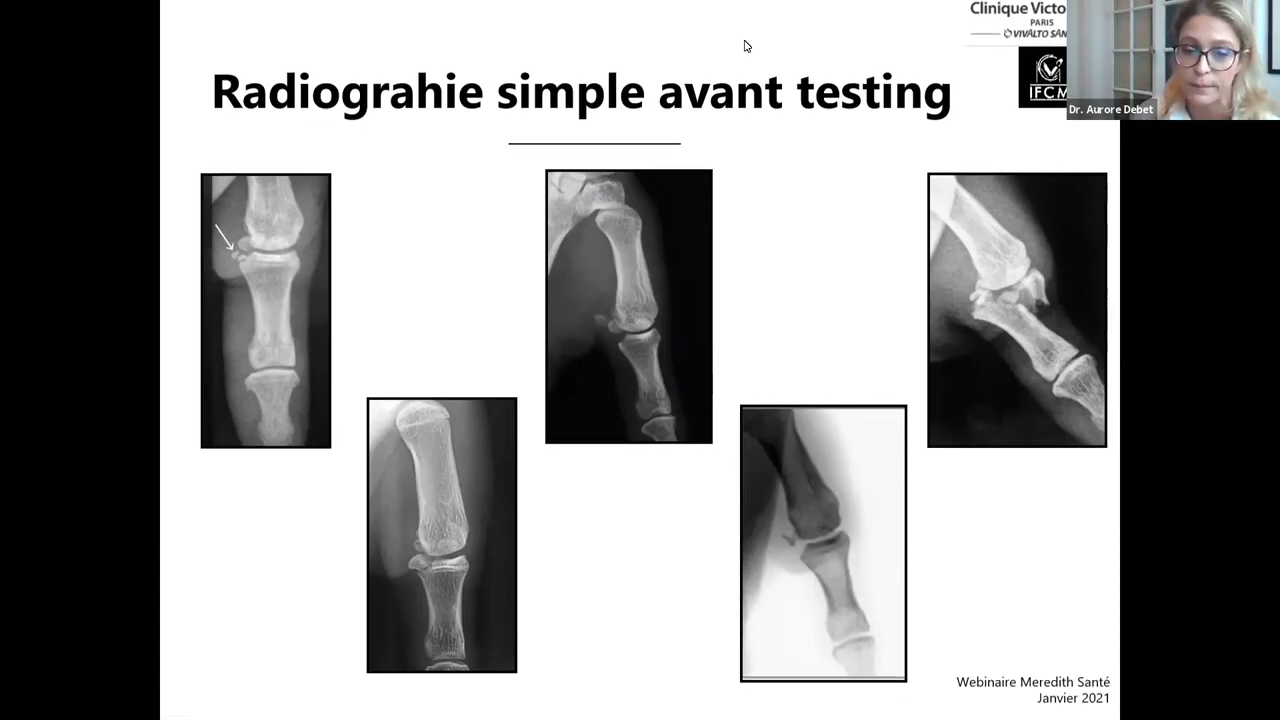 Clinique Victo
PARIS
VIVALTO SAN
Radiograhie simple avant testing
IFCM
Dr. Aurore Debet
Webinaire Meredith Santé
Janvier 2021